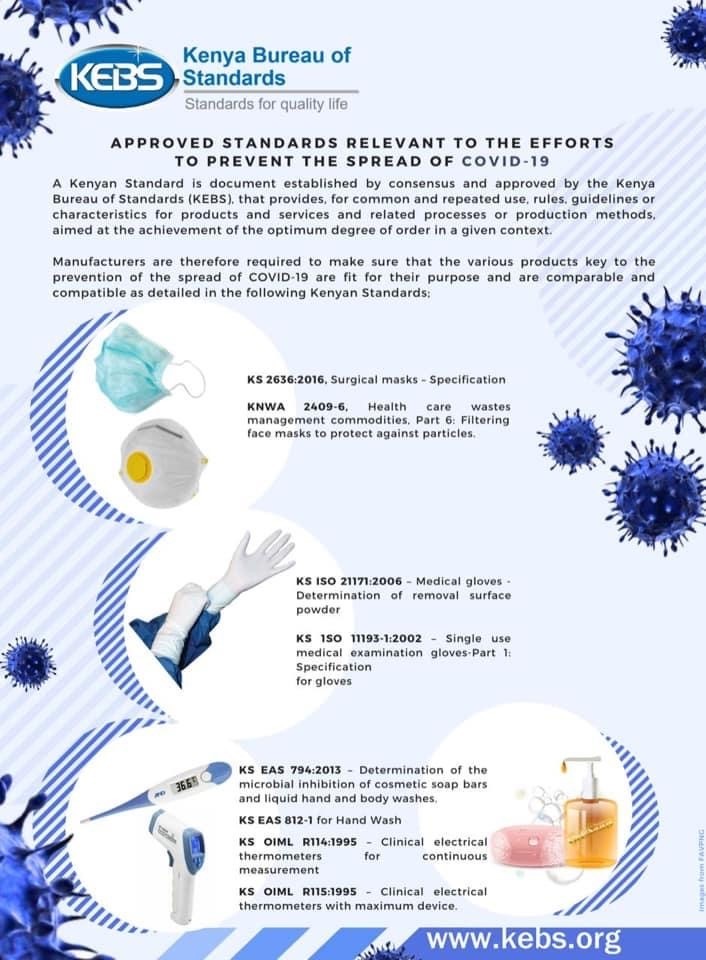 KEBS
Kenya Bureau of
Standards
Standards for quality life
APPROVED STANDARDS RELEVANT TO THE EFFORTS
TO PREVENT THE SPREAD OF COVID-19
A Kenyan Standard is document established by consensus and approved by the Kenya
Bureau of Standards (KEBS), that provides, for common and repeated use, rules, guidelines or
characteristics for products and services and related processes or production methods,
aimed at the achievement of the optimum degree of order in a given context.
Manufacturers are therefore required to make sure that the various products key to the
prevention of the spread of COVID-19 are fit for their purpose and are comparable and
compatible as detailed in the following Kenyan Standards;
KS 2636:2016, Surgical masks – Specification
KNWA 2409-6, Health care wastes
management commodities, Part 6: Filtering
face masks to protect against particles.
KS ISO 21171:2006 – Medical gloves -
Determination of removal surface
powder
KS 1SO 11193-1:2002 – Single use
medical examination gloves-Part 1:
Specification
for gloves
KS EAS 794:2013 – Determination of the
microbial inhibition of cosmetic soap bars
and liquid hand and body washes.
KS EAS 812-1 for Hand Wash
KS OIML R114:1995 – Clinical electrical
thermometers for continuous
measurement
KS OIML R115:1995 – Clinical electrical
thermometers with maximum device.
36.6
AND
Images from FAVPNG
www.kebs.org